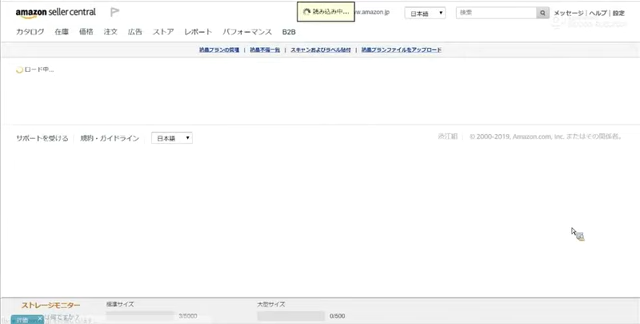 amazon seller central
読み込み中...
w.amazon.jp
日本語
検索
メッセージ | ヘルプ | 設定
カタログ 在庫 価格 注文 広告 ストア レポート パフォーマンス B2B
納品プランの管理 | 納品手順一覧 | スキャンおよびラベル貼付 | 納品プランファイルをアップロード
ロード中...
サポートを受ける 規約・ガイドライン 日本語
© 2000-2019, Amazon.com, Inc. またはその関係者。
ストレージモニター 標準サイズ 大型サイズ
3/5000 0/500
評価